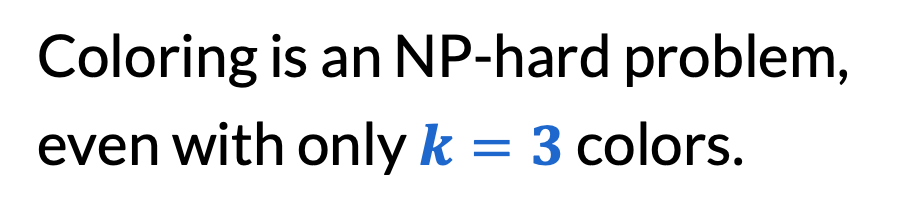 Coloring is an NP-hard problem,
even with only k = 3 colors.